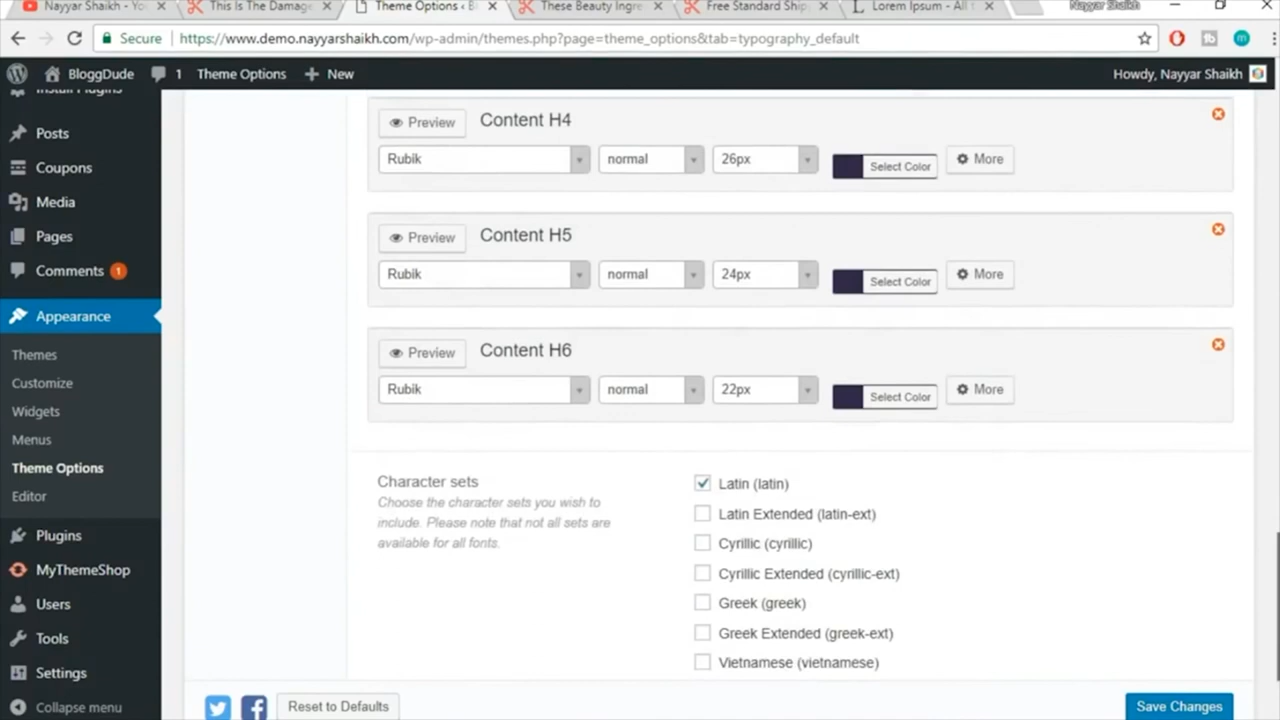 Nayyar Shaikh - Yo
This Is The Damage
Theme Options ‹ Bl
These Beauty Ingre
Free Standard Ship
Lorem Ipsum - All t
Nayyar Shaikh
Secure
https://www.demo.nayyarshaikh.com/wp-admin/themes.php?page=theme_options&tab=typography_default
BloggDude 1 Theme Options + New
Howdy, Nayyar Shaikh
Install Plugins
Posts
Coupons
Media
Pages
Comments 1
Appearance
Themes
Customize
Widgets
Menus
Theme Options
Editor
Plugins
MyThemeShop
Users
Tools
Settings
Collapse menu
Preview Content H4
Rubik normal 26px Select Color More
Preview Content H5
Rubik normal 24px Select Color More
Preview Content H6
Rubik normal 22px Select Color More
Character sets
Choose the character sets you wish to
include. Please note that not all sets are
available for all fonts.
Latin (latin)
Latin Extended (latin-ext)
Cyrillic (cyrillic)
Cyrillic Extended (cyrillic-ext)
Greek (greek)
Greek Extended (greek-ext)
Vietnamese (vietnamese)
Reset to Defaults
Save Changes